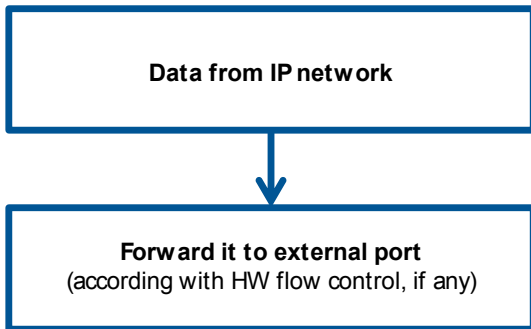 Data from IP network
Forward it to external port
(according with HW flow control, if any)